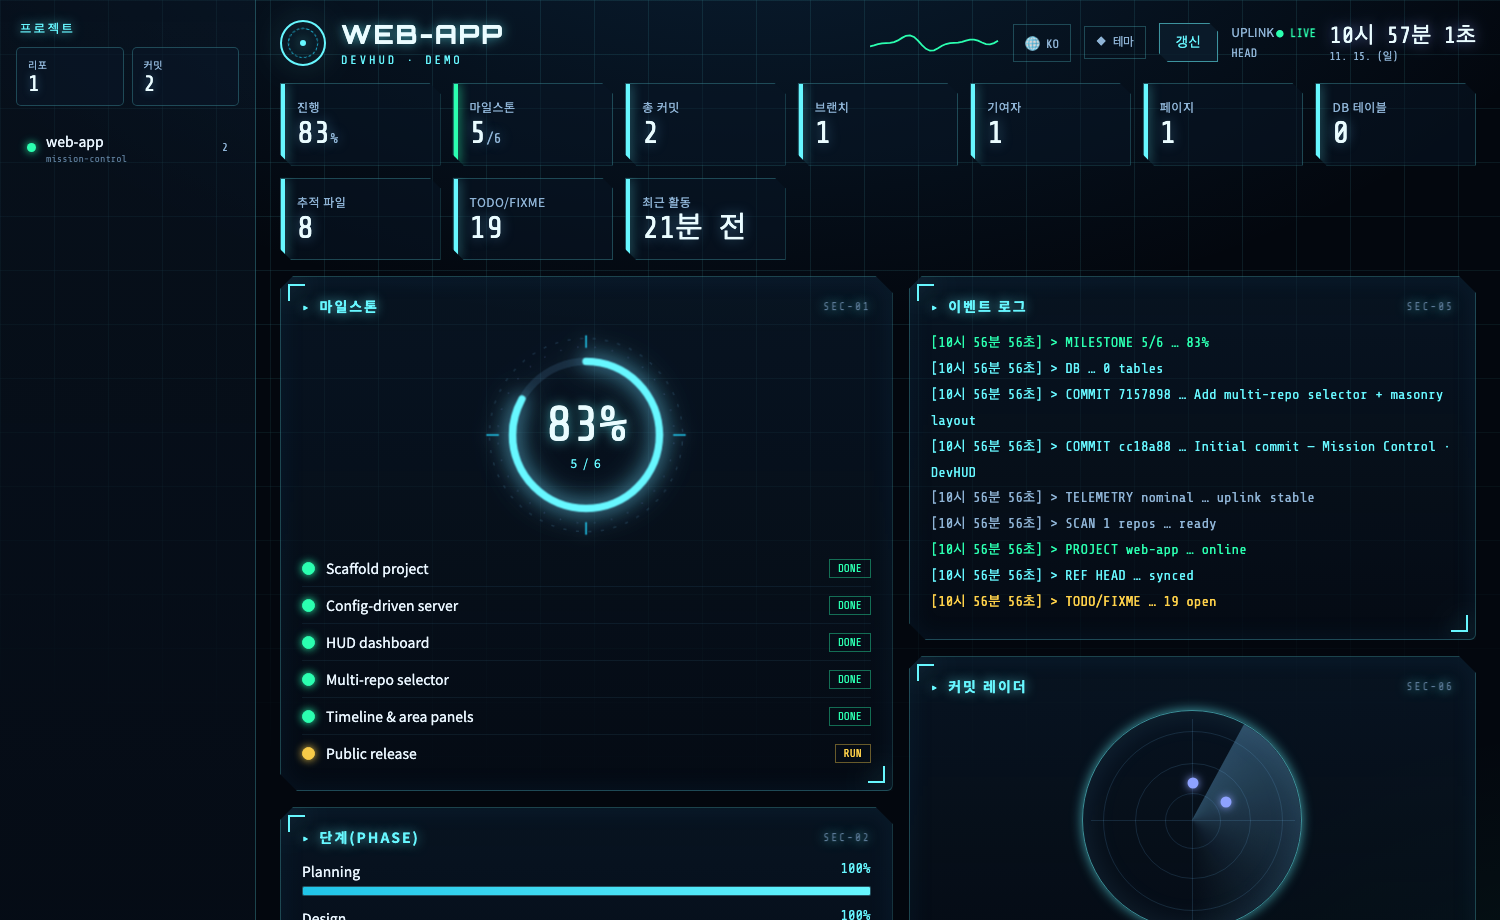 프로젝트
리포
1
커밋
2
web-app
mission-control
2
WEB-APP
DEVHUD · DEMO
KO
테마
갱신
UPLINK
LIVE
HEAD
10시 57분 1초
11. 15. (일)
진행
83%
마일스톤
5/6
총 커밋
2
브랜치
1
기여자
1
페이지
1
DB 테이블
0
추적 파일
8
TODO/FIXME
19
최근 활동
21분 전
마일스톤
SEC-01
83%
5 / 6
Scaffold project
DONE
Config-driven server
DONE
HUD dashboard
DONE
Multi-repo selector
DONE
Timeline & area panels
DONE
Public release
RUN
단계(PHASE)
SEC-02
Planning
100%
Design
100%
이벤트 로그
SEC-05
[10시 56분 56초] > MILESTONE 5/6 … 83%
[10시 56분 56초] > DB … 0 tables
[10시 56분 56초] > COMMIT 7157898 … Add multi-repo selector + masonry
layout
[10시 56분 56초] > COMMIT cc18a88 … Initial commit — Mission Control ·
DevHUD
[10시 56분 56초] > TELEMETRY nominal … uplink stable
[10시 56분 56초] > SCAN 1 repos … ready
[10시 56분 56초] > PROJECT web-app … online
[10시 56분 56초] > REF HEAD … synced
[10시 56분 56초] > TODO/FIXME … 19 open
커밋 레이더
SEC-06